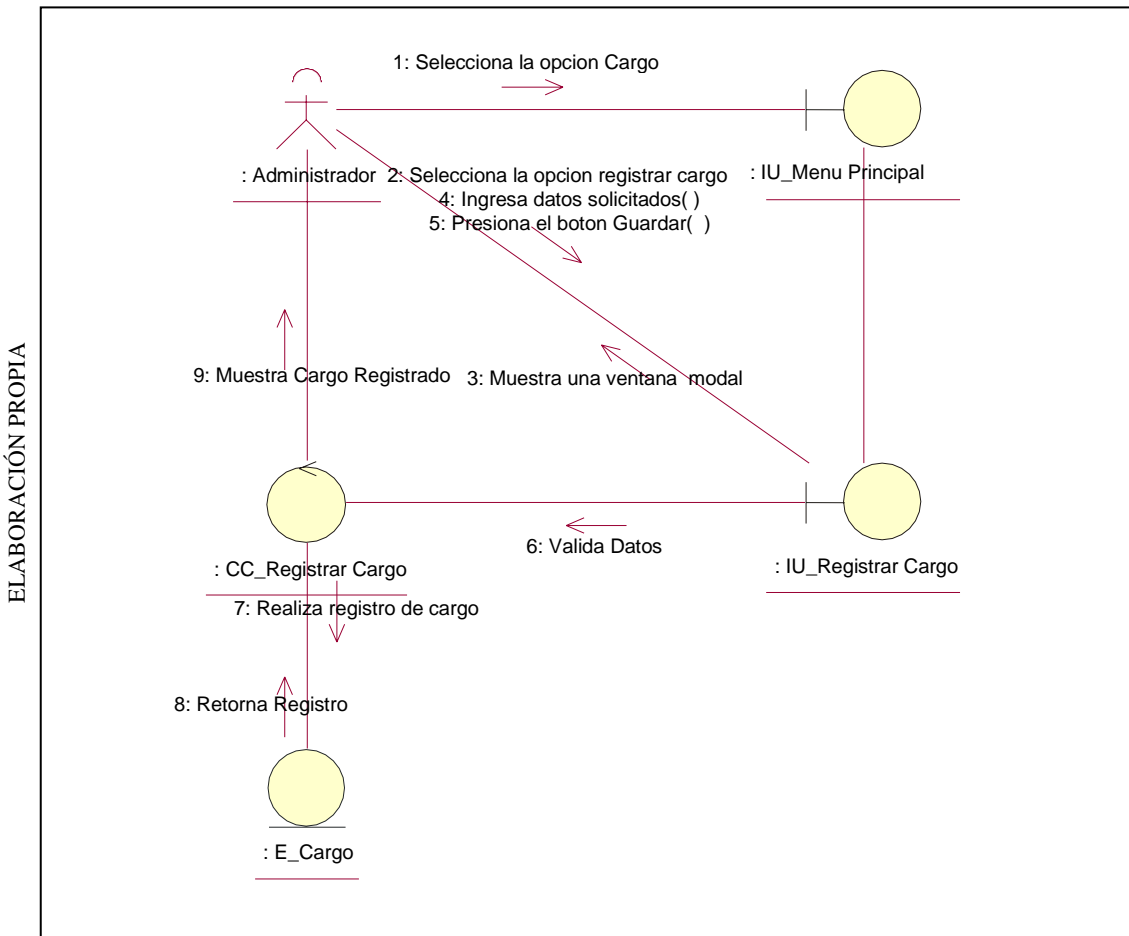 1: Selecciona la opcion Cargo
: Administrador
2: Selecciona la opcion registrar cargo
: IU_Menu Principal
4: Ingresa datos solicitados( )
5: Presiona el boton Guardar( )
9: Muestra Cargo Registrado
3: Muestra una ventana modal
6: Valida Datos
: CC_Registrar Cargo
: IU_Registrar Cargo
7: Realiza registro de cargo
8: Retorna Registro
: E_Cargo
ELABORACIÓN PROPIA